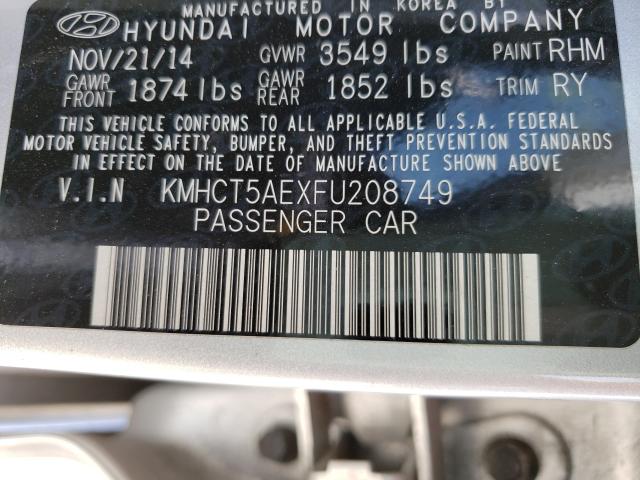 MANUFACTURED IN KOREA BY
HYUNDAI MOTOR COMPANY
NOV/21/14 GVWR 3549 lbs PAINT RHM
GAWR FRONT 1874 lbs GAWR REAR 1852 lbs TRIM RY
THIS VEHICLE CONFORMS TO ALL APPLICABLE U.S.A. FEDERAL
MOTOR VEHICLE SAFETY, BUMPER, AND THEFT PREVENTION STANDARDS
IN EFFECT ON THE DATE OF MANUFACTURE SHOWN ABOVE
V.I.N KMHCT5AEXFU208749
PASSENGER CAR